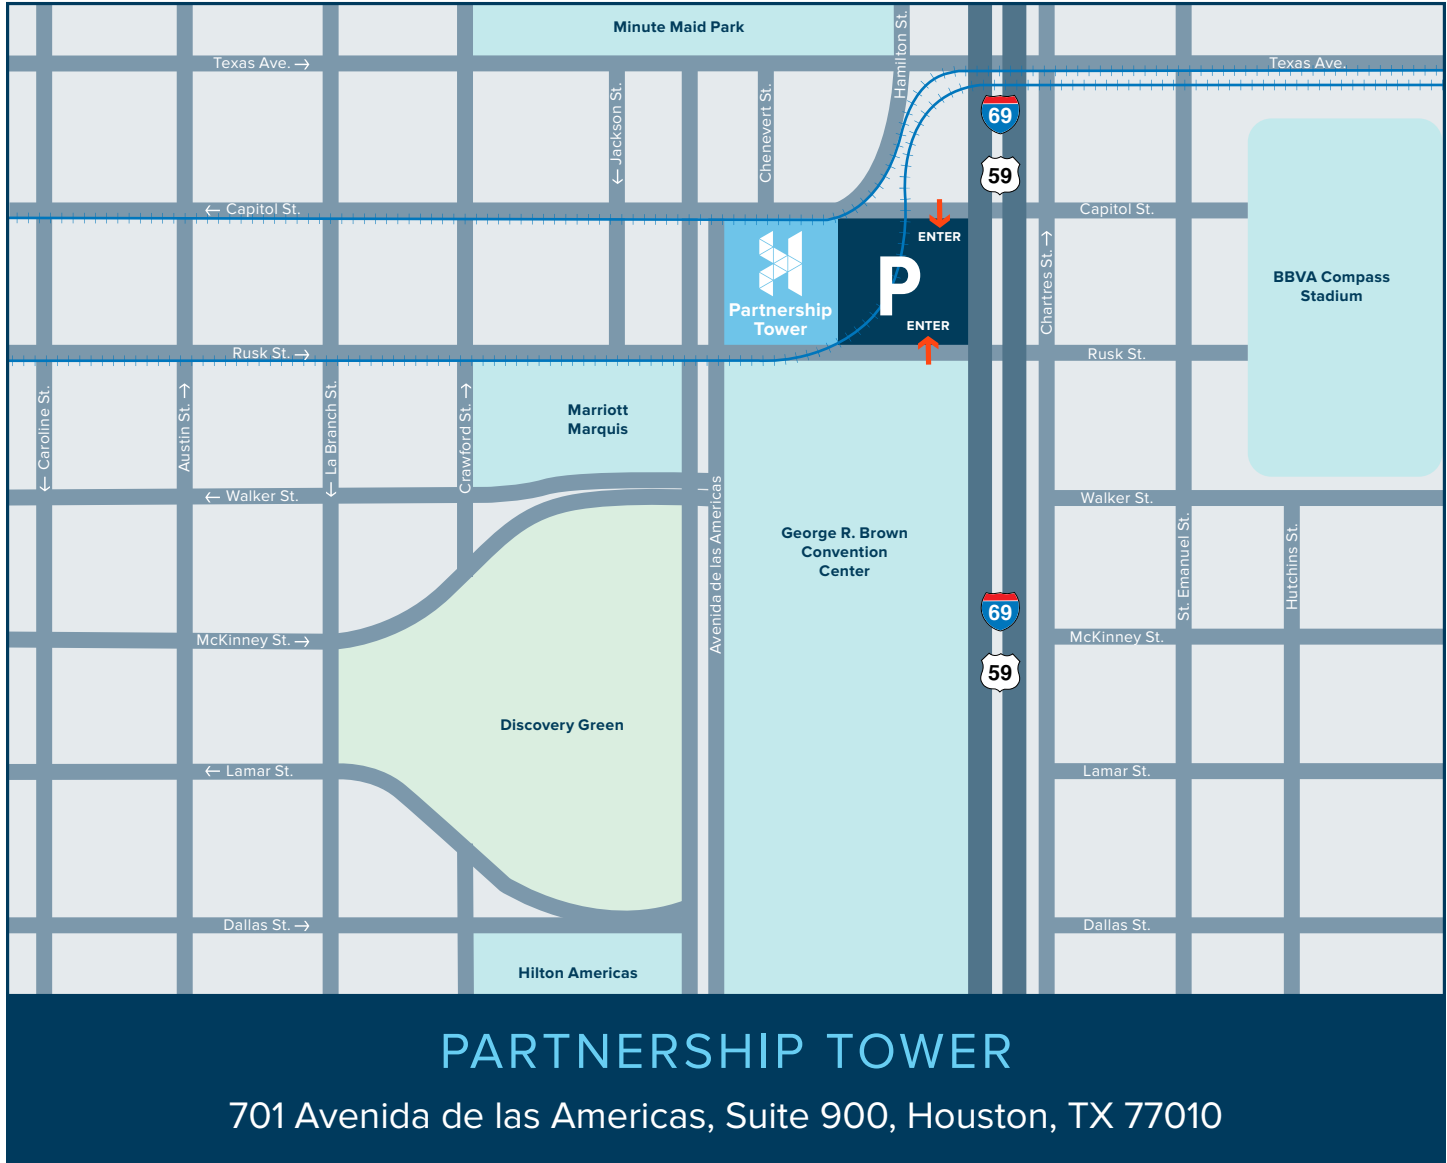 Minute Maid Park
Hamilton St.
Texas Ave. →
Texas Ave.
← Jackson St.
Chenevert St.
69
59
← Capitol St.
Capitol St.
ENTER
Chartres St. →
P
BBVA Compass
Stadium
Partnership
Tower
ENTER
Rusk St. →
Rusk St.
← Caroline St.
Austin St. →
← La Branch St.
Crawford St. →
Marriott
Marquis
← Walker St.
Walker St.
Avenida de las Americas
George R. Brown
Convention
Center
St. Emanuel St.
Hutchins St.
69
59
McKinney St. →
McKinney St.
Discovery Green
← Lamar St.
Lamar St.
Dallas St. →
Dallas St.
Hilton Americas
PARTNERSHIP TOWER
701 Avenida de las Americas, Suite 900, Houston, TX 77010